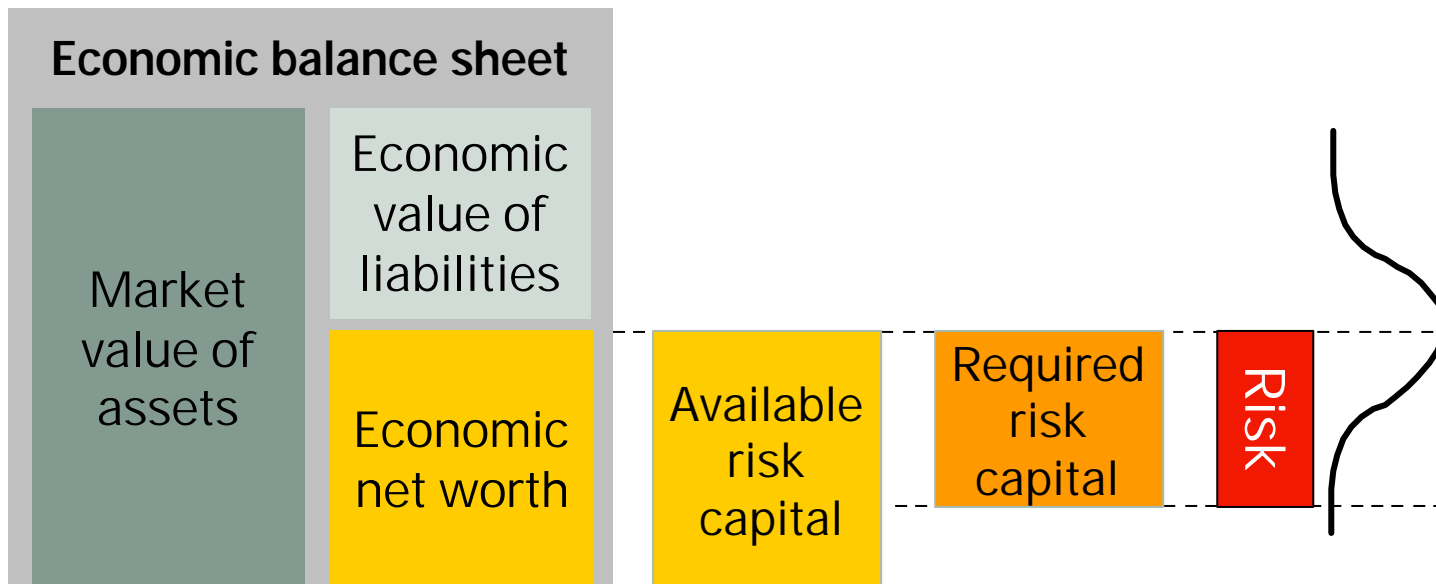 Economic balance sheet
Market
value of
assets
Economic
value of
liabilities
Economic
net worth
Available
risk
capital
Required
risk
capital
Risk